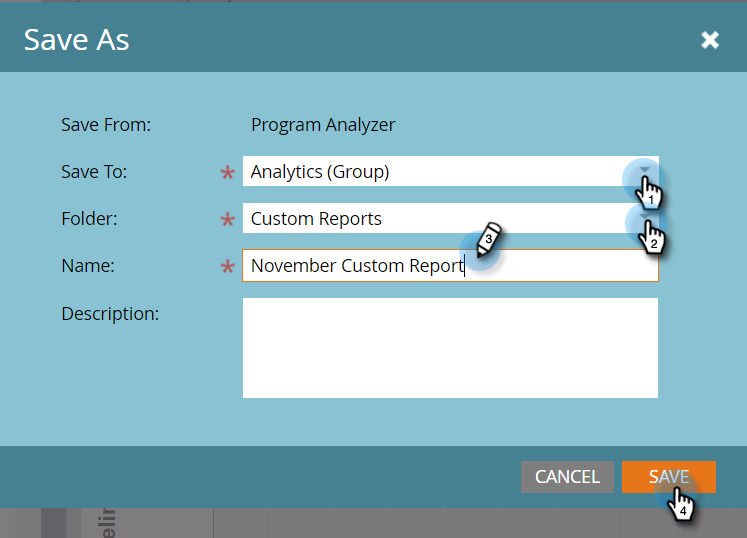 Save As
Save From: Program Analyzer
Save To: * Analytics (Group)
1
Folder: * Custom Reports
2
3
Name: * November Custom Report
Description:
CANCEL SAVE
4